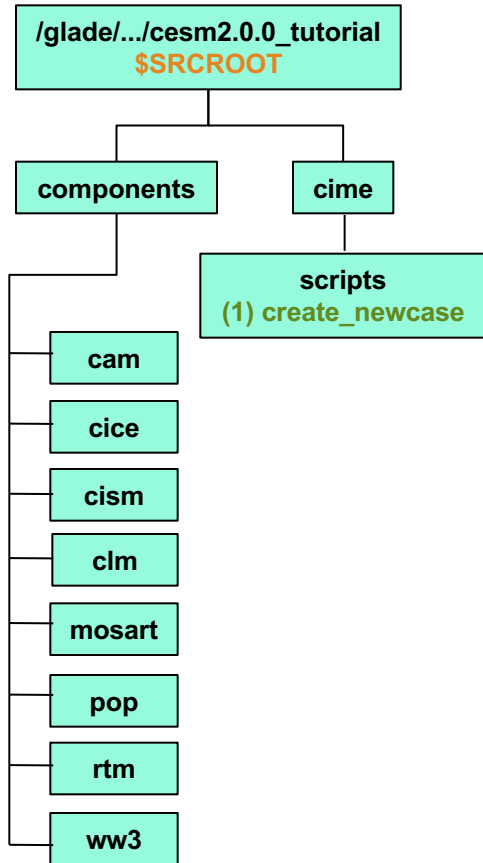 /glade/.../cesm2.0.0_tutorial
$SRCROOT
components
cime
scripts
(1) create_newcase
cam
cice
cism
clm
mosart
pop
rtm
ww3